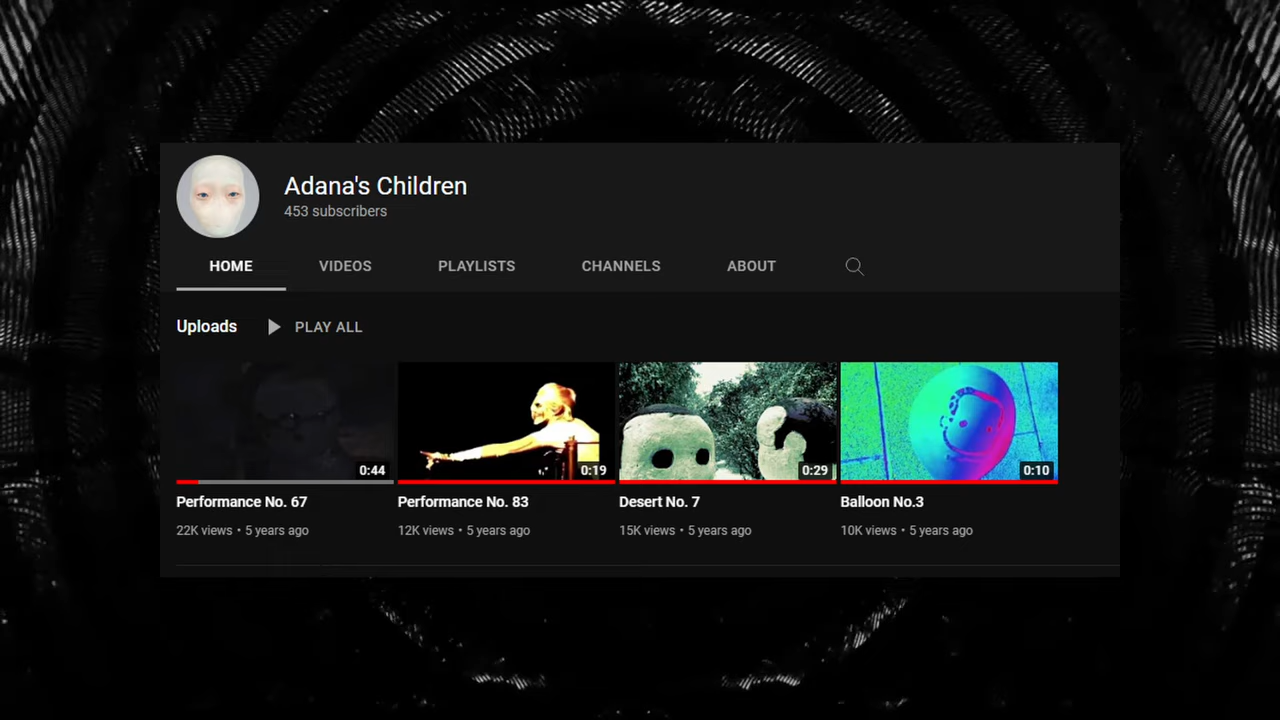 Adana's Children
453 subscribers
HOME VIDEOS PLAYLISTS CHANNELS ABOUT
Uploads PLAY ALL
0:44 0:19 0:29 0:10
Performance No. 67 Performance No. 83 Desert No. 7 Balloon No.3
22K views • 5 years ago 12K views • 5 years ago 15K views • 5 years ago 10K views • 5 years ago